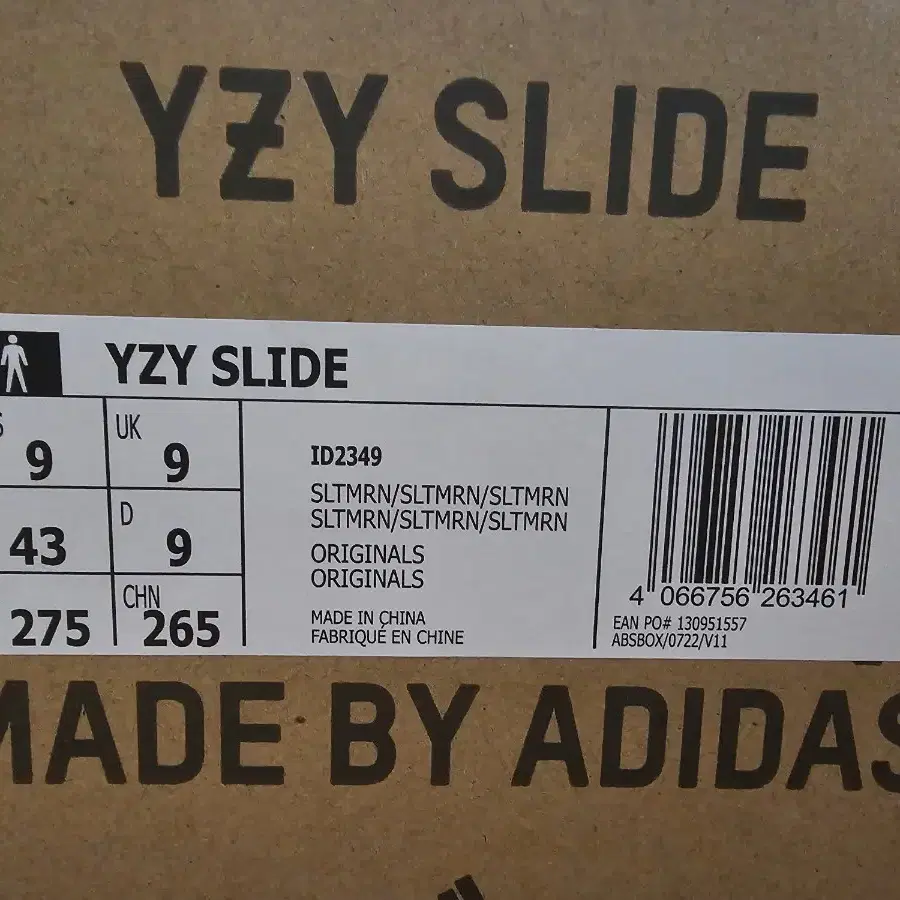 YZY SLIDE
YZY SLIDE
S 9 UK 9
43 D 9
275 CHN 265
ID2349
SLTMRN/SLTMRN/SLTMRN
SLTMRN/SLTMRN/SLTMRN
ORIGINALS
ORIGINALS
MADE IN CHINA
FABRIQUÉ EN CHINE
4 066756 263461
EAN PO# 130951557
ABSBOX/0722/V11
MADE BY ADIDAS